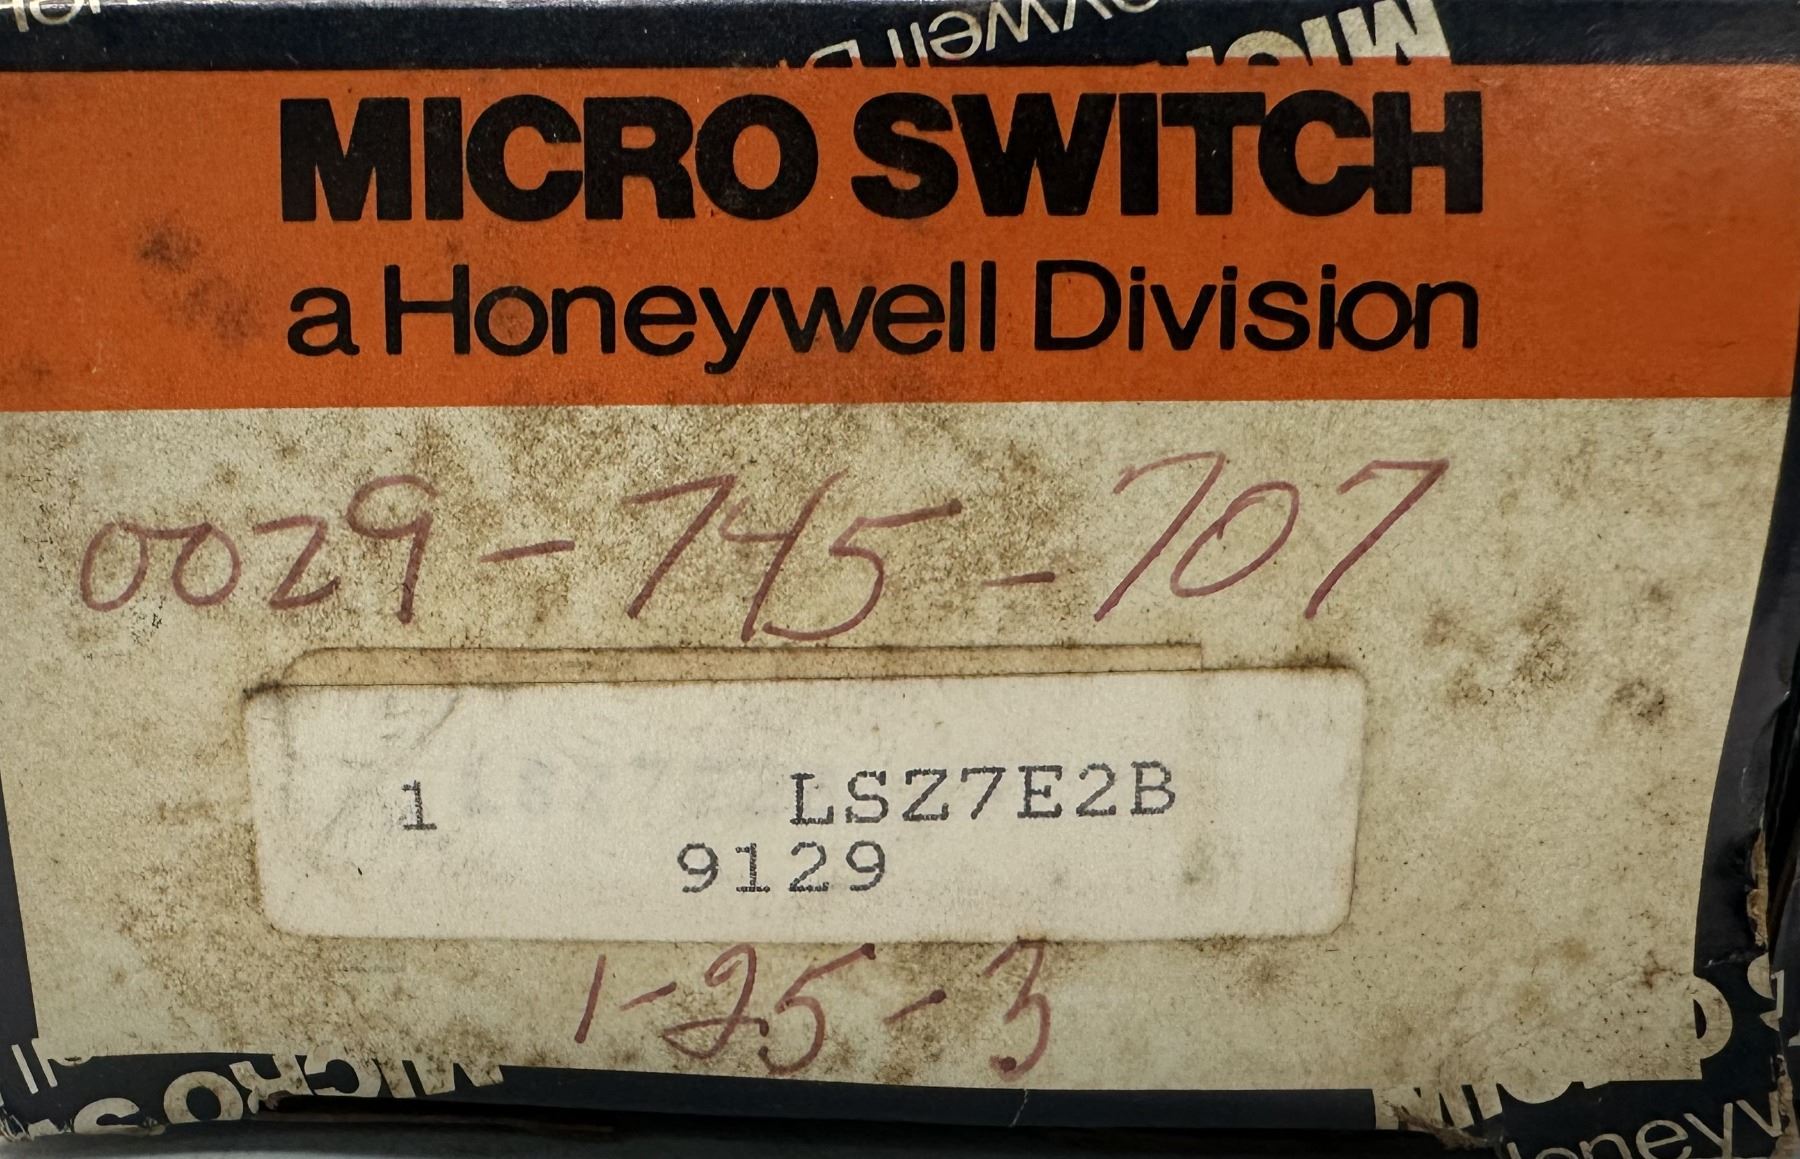 MICRO SWITCH
a Honeywell Division
0029-745-707
1 LSZ7E2B
9129
1-25-3